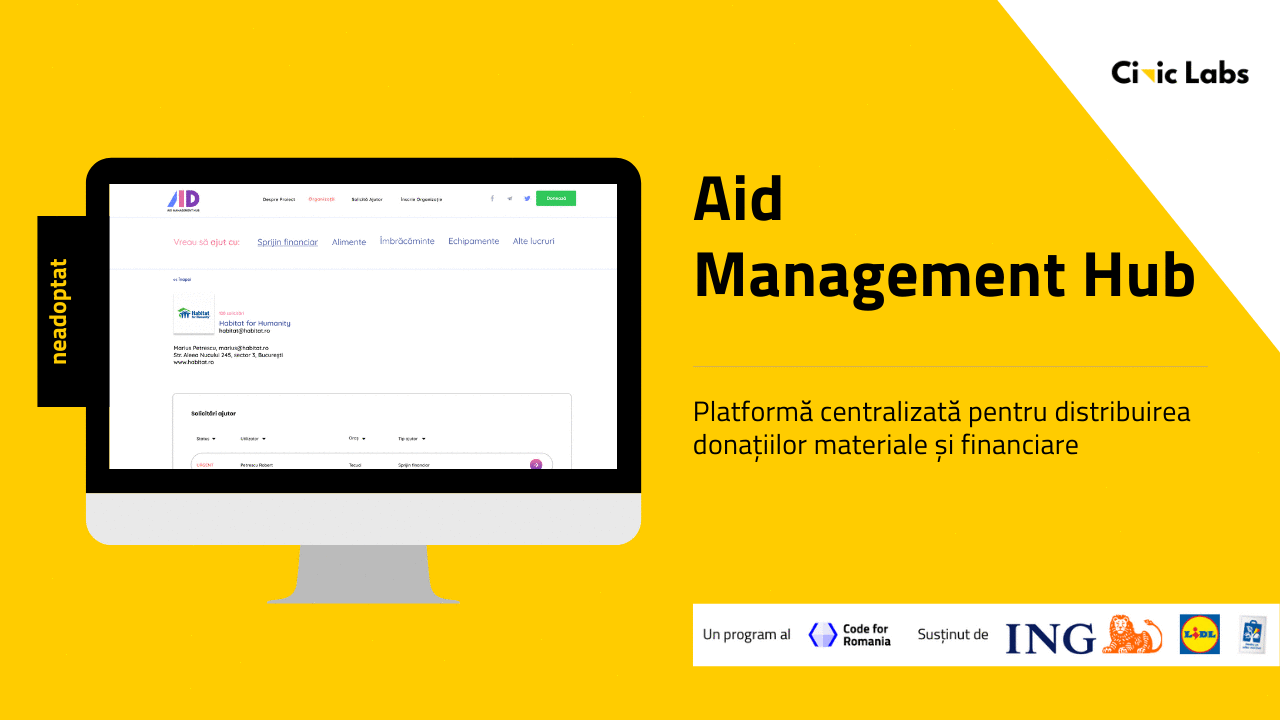 Civic Labs
Aid
Management Hub
Platformă centralizată pentru distribuirea
donațiilor materiale și financiare
neadoptat
AID
AID MANAGEMENT HUB
Despre Proiect Organizații Solicită Ajutor Înscrie Organizație
Donează
Vreau să ajut cu: Sprijin financiar Alimente Îmbrăcăminte Echipamente Alte lucruri
<< Înapoi
Habitat
for Humanity
Habitat for Humanity
habitat@habitat.ro
Marius Petrescu, marius@habitat.ro
Str. Aleea Nucului 245, sector 3, București
www.habitat.ro
Solicitări ajutor
Status Utilizator Oraș Tip ajutor
URGENT Petrescu Robert Tecuci Sprijin financiar
Un program al Code for
Romania
Susținut de ING LIDL